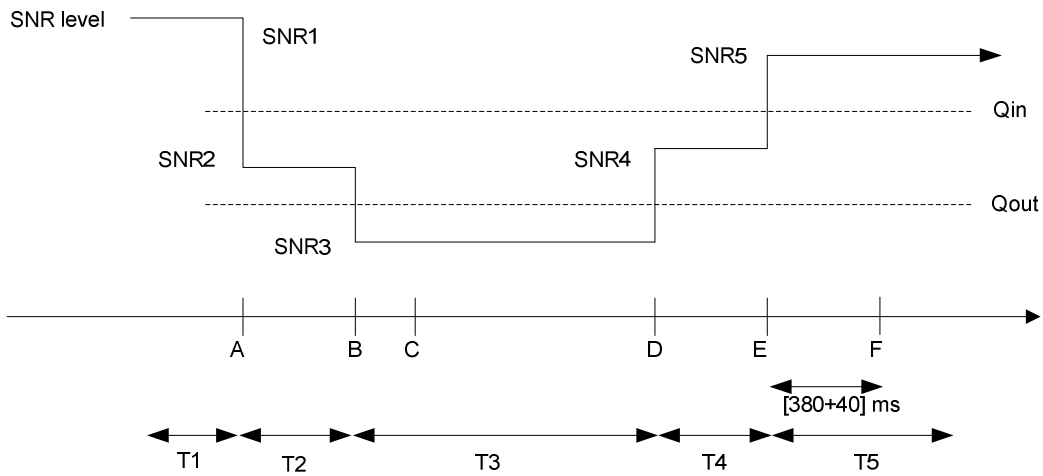 SNR level
SNR1
SNR5
Qin
SNR2
SNR4
Qout
SNR3
A
B
C
D
E
F
[380+40] ms
T1
T2
T3
T4
T5